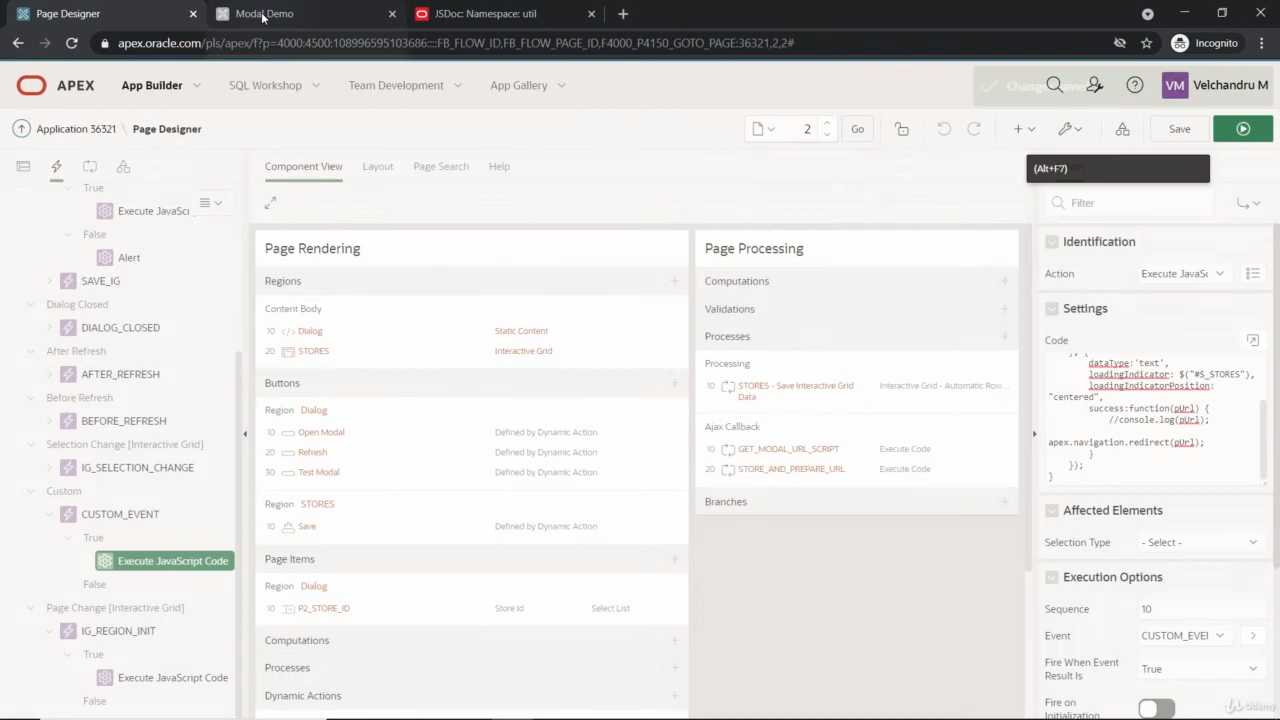 Page Designer
Modal Demo
JSDoc: Namespace: util
apex.oracle.com/pls/apex/f?p=4000:4500:108996595103686::::FB_FLOW_ID,FB_FLOW_PAGE_ID,F4000_P4150_GOTO_PAGE:36321,2,2#
Incognito
APEX
App Builder
SQL Workshop
Team Development
App Gallery
VM
Velchandru M
Application 36321
Page Designer
2
Go
Save
(Alt+F7)
Component View
Layout
Page Search
Help
Filter
True
Execute JavaScri
False
Alert
SAVE_IG
Dialog Closed
DIALOG_CLOSED
After Refresh
AFTER_REFRESH
Before Refresh
BEFORE_REFRESH
Selection Change [Interactive Grid]
IG_SELECTION_CHANGE
Custom
CUSTOM_EVENT
True
Execute JavaScript Code
False
Page Change [Interactive Grid]
IG_REGION_INIT
True
Execute JavaScript Code
False
Page Rendering
Regions
Content Body
10 Dialog Static Content
20 STORES Interactive Grid
Buttons
Region Dialog
10 Open Modal Defined by Dynamic Action
20 Refresh Defined by Dynamic Action
30 Test Modal Defined by Dynamic Action
Region STORES
10 Save Defined by Dynamic Action
Page Items
Region Dialog
10 P2_STORE_ID Store Id Select List
Computations
Processes
Dynamic Actions
Page Processing
Computations
Validations
Processes
Processing
10 STORES - Save Interactive Grid Interactive Grid - Automatic Row...
Data
Ajax Callback
10 GET_MODAL_URL_SCRIPT Execute Code
20 STORE_AND_PREPARE_URL Execute Code
Branches
Identification
Action Execute JavaSc
Settings
Code
}, {
dataType:'text',
loadingIndicator: $("#S_STORES"),
loadingIndicatorPosition:
"centered",
success:function(pUrl) {
//console.log(pUrl);
apex.navigation.redirect(pUrl);
}
});
}
Affected Elements
Selection Type - Select -
Execution Options
Sequence 10
Event CUSTOM_EVEI
Fire When Event
Result Is True
Fire on
Initialization
Udemy